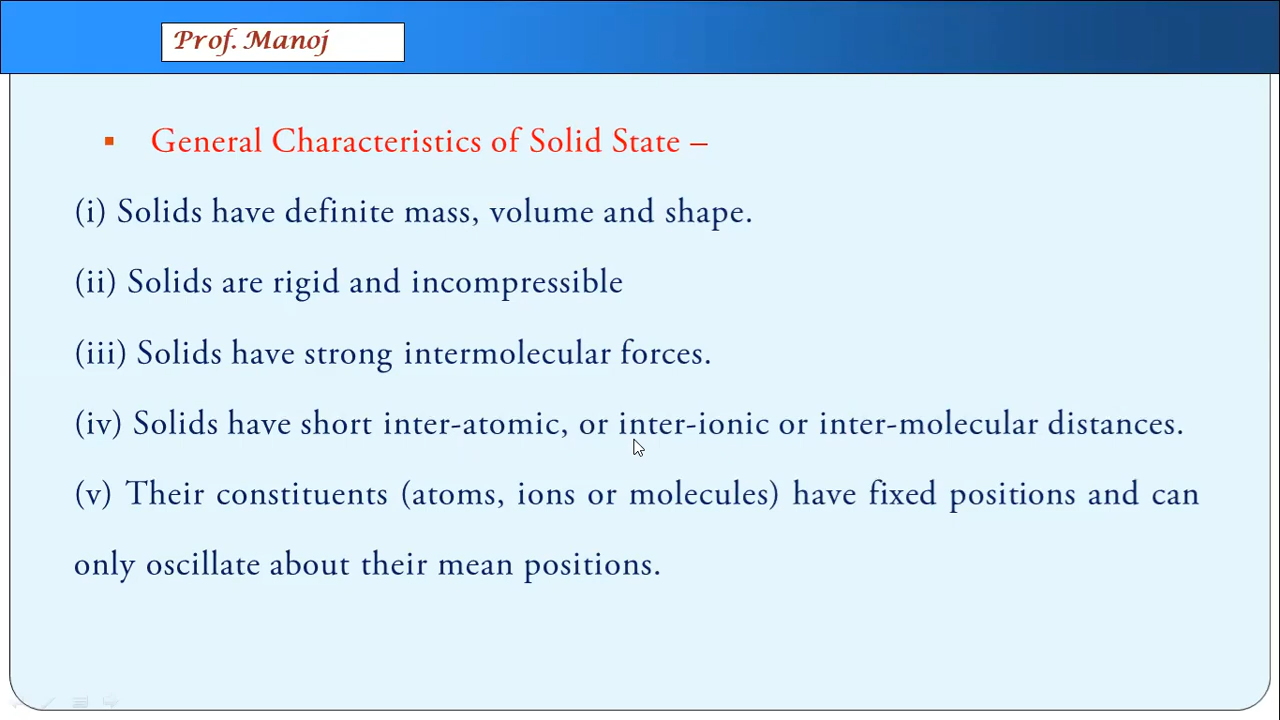 Prof. Manoj
▪ General Characteristics of Solid State –
(i) Solids have definite mass, volume and shape.
(ii) Solids are rigid and incompressible
(iii) Solids have strong intermolecular forces.
(iv) Solids have short inter-atomic, or inter-ionic or inter-molecular distances.
(v) Their constituents (atoms, ions or molecules) have fixed positions and can
only oscillate about their mean positions.